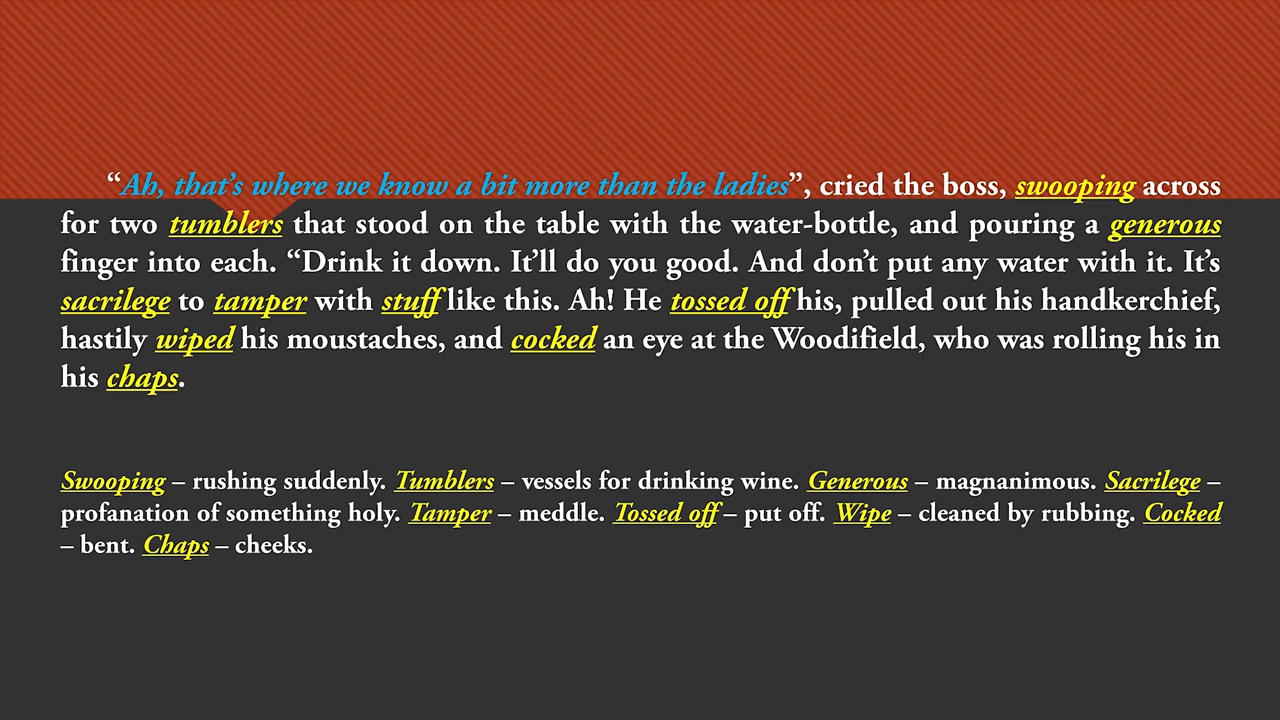 “Ah, that’s where we know a bit more than the ladies”, cried the boss, swooping across
for two tumblers that stood on the table with the water-bottle, and pouring a generous
finger into each. “Drink it down. It’ll do you good. And don’t put any water with it. It’s
sacrilege to tamper with stuff like this. Ah! He tossed off his, pulled out his handkerchief,
hastily wiped his moustaches, and cocked an eye at the Woodifield, who was rolling his in
his chaps.
Swooping – rushing suddenly. Tumblers – vessels for drinking wine. Generous – magnanimous. Sacrilege –
profanation of something holy. Tamper – meddle. Tossed off – put off. Wipe – cleaned by rubbing. Cocked
– bent. Chaps – cheeks.